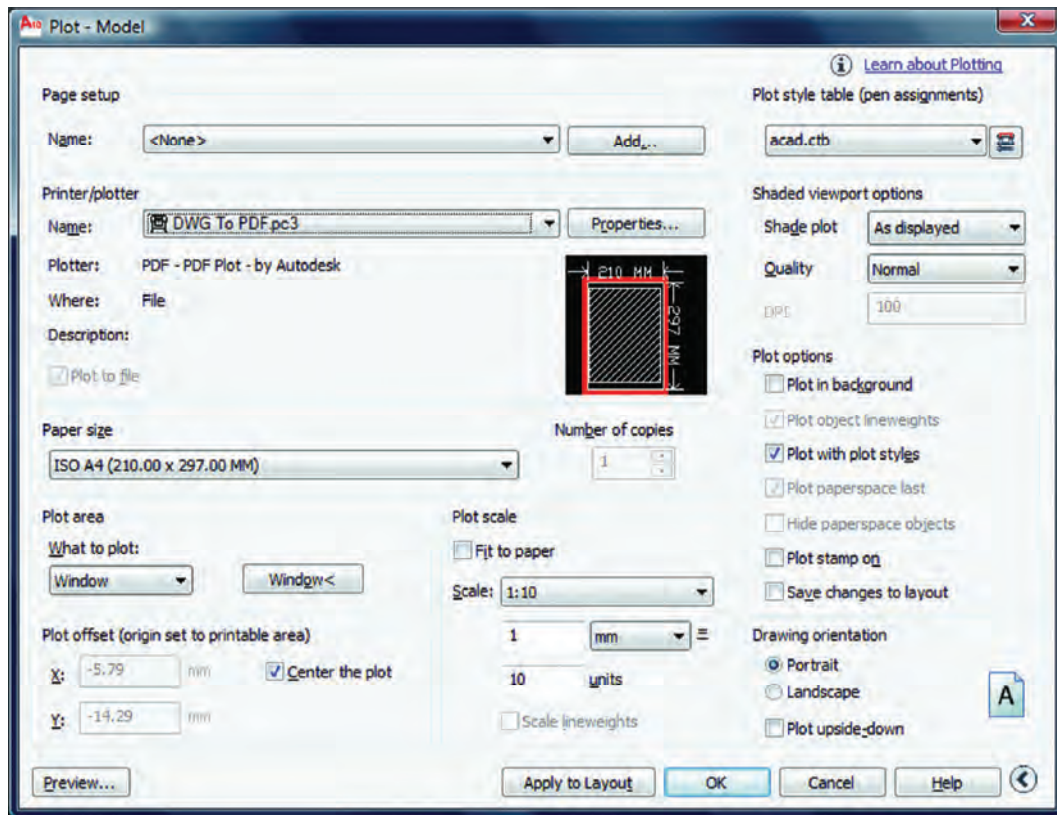 A10 Plot - Model
Learn about Plotting
Page setup
Name: <None> Add...
Plot style table (pen assignments)
acad.ctb
Printer/plotter
Name: DWG To PDF.pc3 Properties...
Plotter: PDF - PDF Plot - by Autodesk
Where: File
Description:
Plot to file
210 MM
297 MM
Shaded viewport options
Shade plot As displayed
Quality Normal
DPI 100
Paper size
ISO A4 (210.00 x 297.00 MM)
Number of copies
1
Plot options
Plot in background
Plot object lineweights
Plot with plot styles
Plot paperspace last
Hide paperspace objects
Plot stamp on
Save changes to layout
Plot area
What to plot:
Window Window<
Plot scale
Fit to paper
Scale: 1:10
1 mm =
10 units
Scale lineweights
Plot offset (origin set to printable area)
X: -5.79 mm Center the plot
Y: -14.29 mm
Drawing orientation
Portrait
Landscape
Plot upside-down
A
Preview... Apply to Layout OK Cancel Help